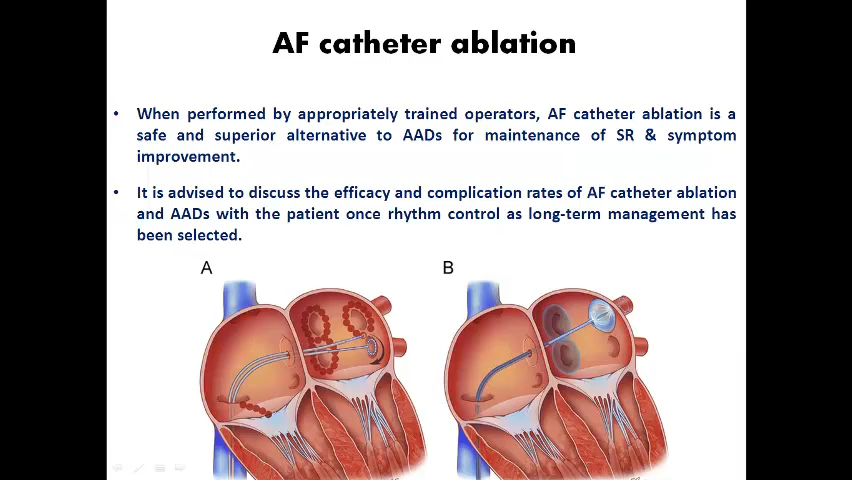 AF catheter ablation
• When performed by appropriately trained operators, AF catheter ablation is a
safe and superior alternative to AADs for maintenance of SR & symptom
improvement.
• It is advised to discuss the efficacy and complication rates of AF catheter ablation
and AADs with the patient once rhythm control as long-term management has
been selected.
A
B